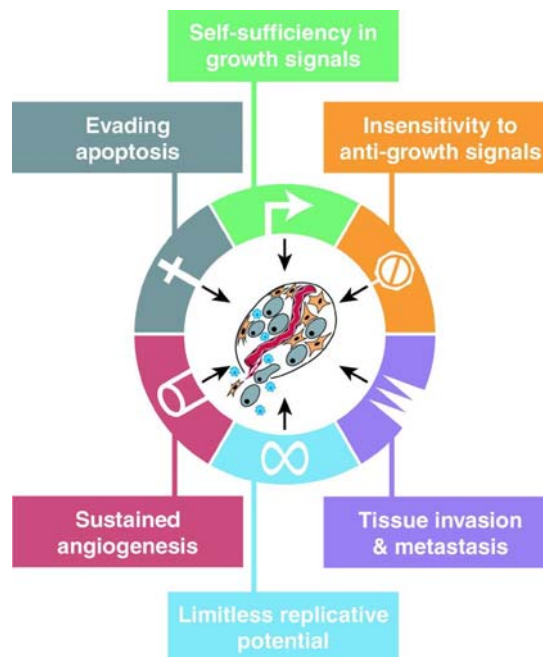 Self-sufficiency in
growth signals
Evading
apoptosis
Insensitivity to
anti-growth signals
Sustained
angiogenesis
Tissue invasion
& metastasis
Limitless replicative
potential